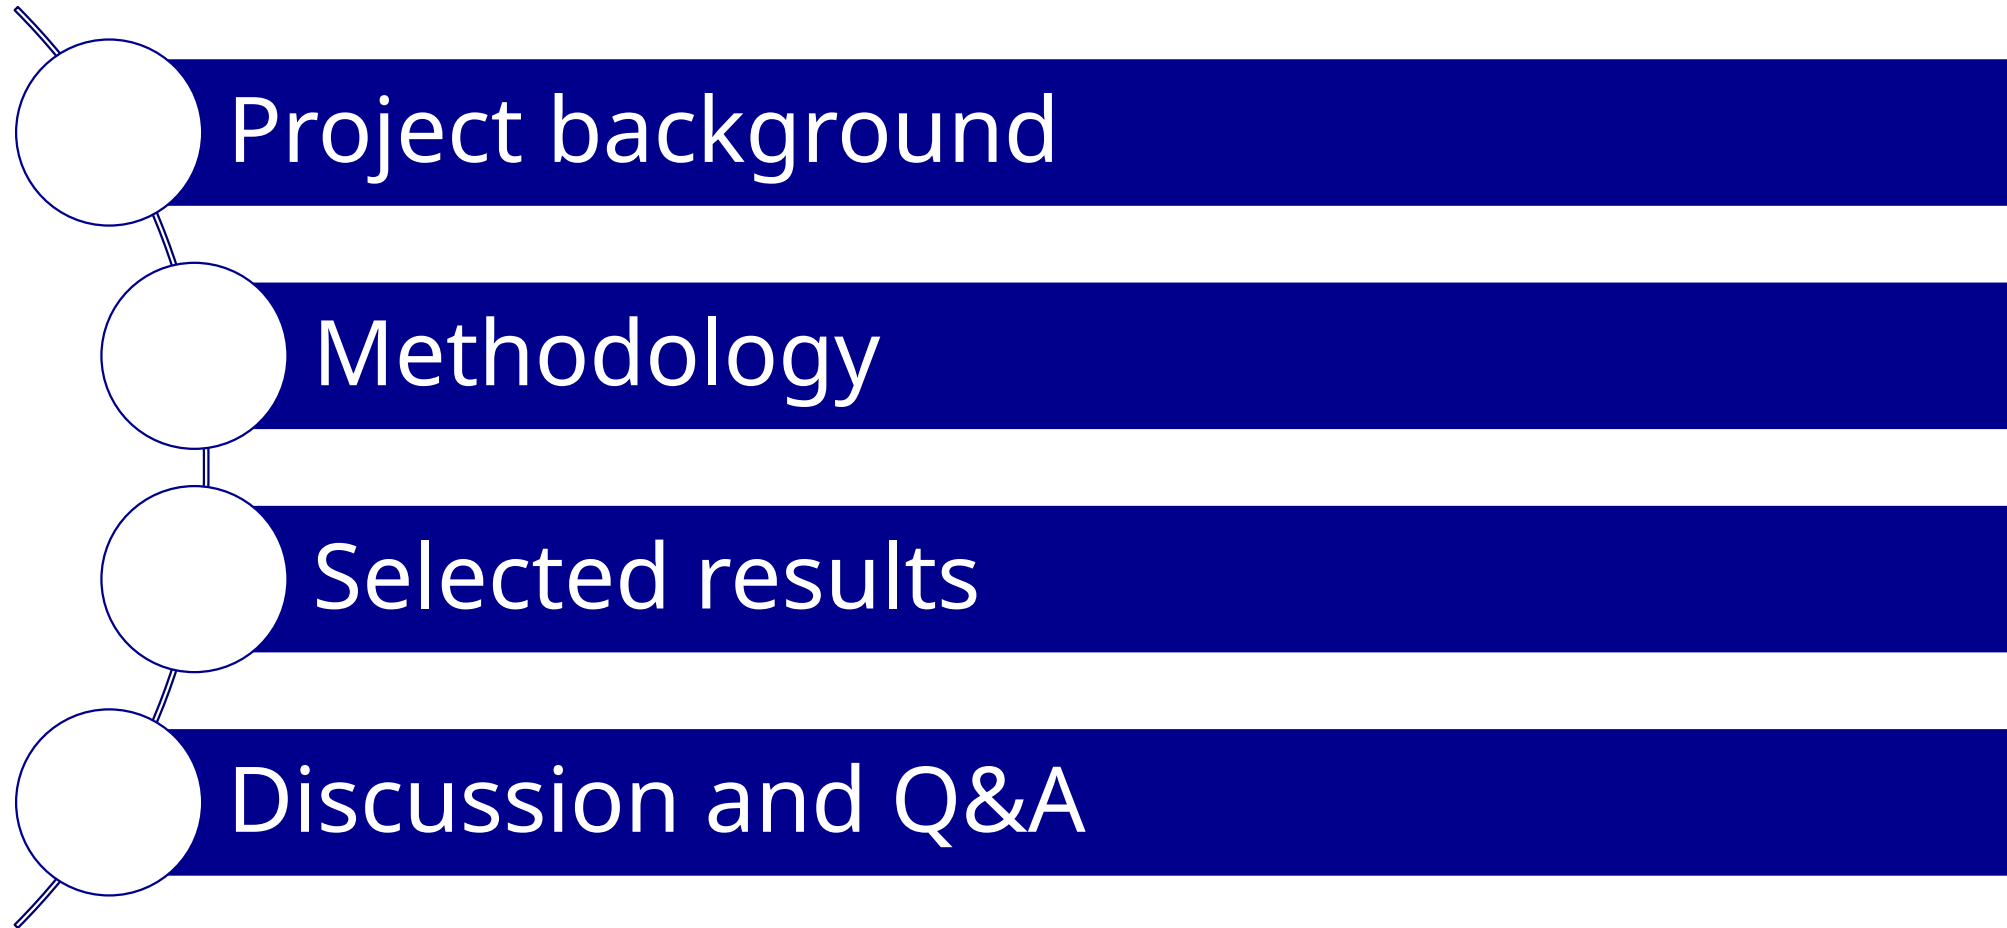 Project background
Methodology
Selected results
Discussion and Q&A